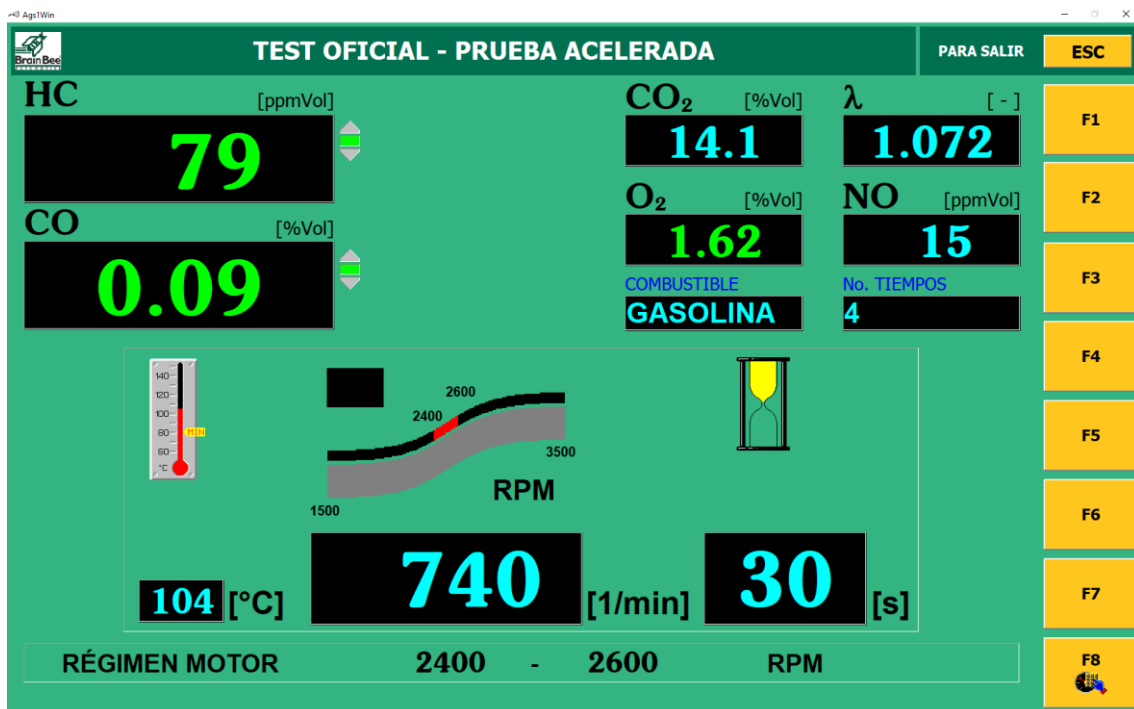 Ags1Win
BrainBee
TEST OFICIAL - PRUEBA ACELERADA
PARA SALIR
ESC
HC [ppmVol]
79
CO [%Vol]
0.09
CO₂ [%Vol]
14.1
λ [ - ]
1.072
O₂ [%Vol]
1.62
NO [ppmVol]
15
COMBUSTIBLE
GASOLINA
No. TIEMPOS
4
140
120
100
80 MIN
60
°C
2600
2400
3500
RPM
1500
104 [°C]
740 [1/min]
30 [s]
RÉGIMEN MOTOR 2400 - 2600 RPM
F1
F2
F3
F4
F5
F6
F7
F8